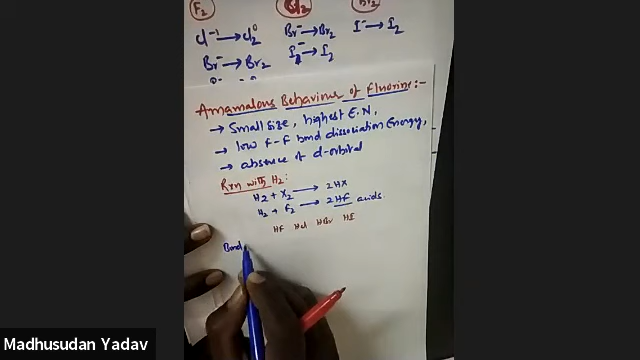 F2 Cl2 Br2
Cl⁻¹ → Cl2⁰ Br⁻ → Br2 I⁻ → I2
Br⁻ → Br2 I2⁻ → I2
Anamalous Behaviour of Fluorine:-
→ Small size, highest E.N,
→ low F-F bond dissociation Energy,
→ absence of d-orbital
Rxn with H2:
H2 + X2 → 2HX
H2 + F2 → 2HF acids.
HF HCl HBr HI
Bond
Madhusudan Yadav